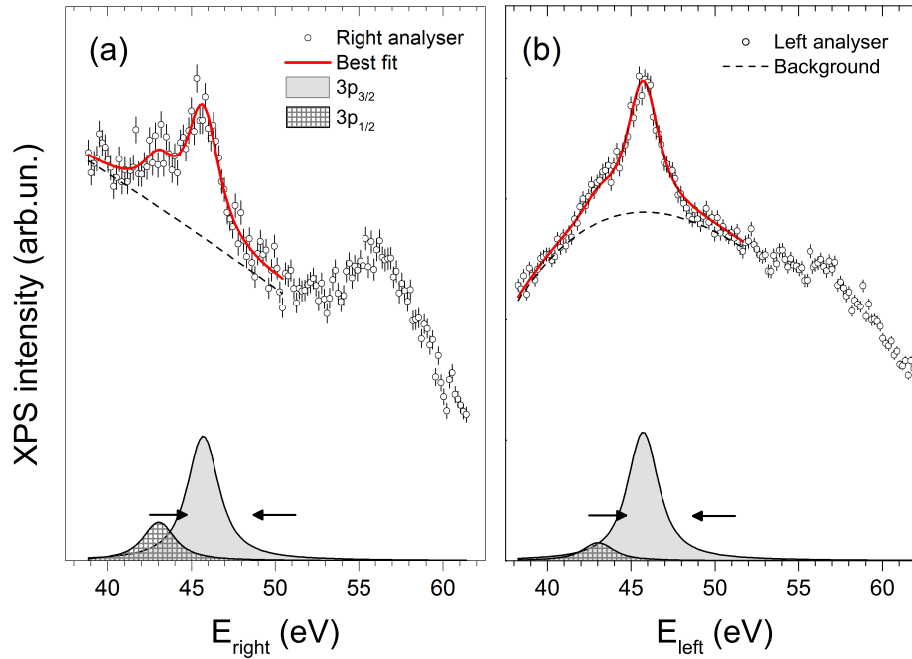 XPS intensity (arb.un.)
(a)
Right analyser
Best fit
3p3/2
3p1/2
40 45 50 55 60
Eright (eV)
(b)
Left analyser
Background
40 45 50 55 60
Eleft (eV)